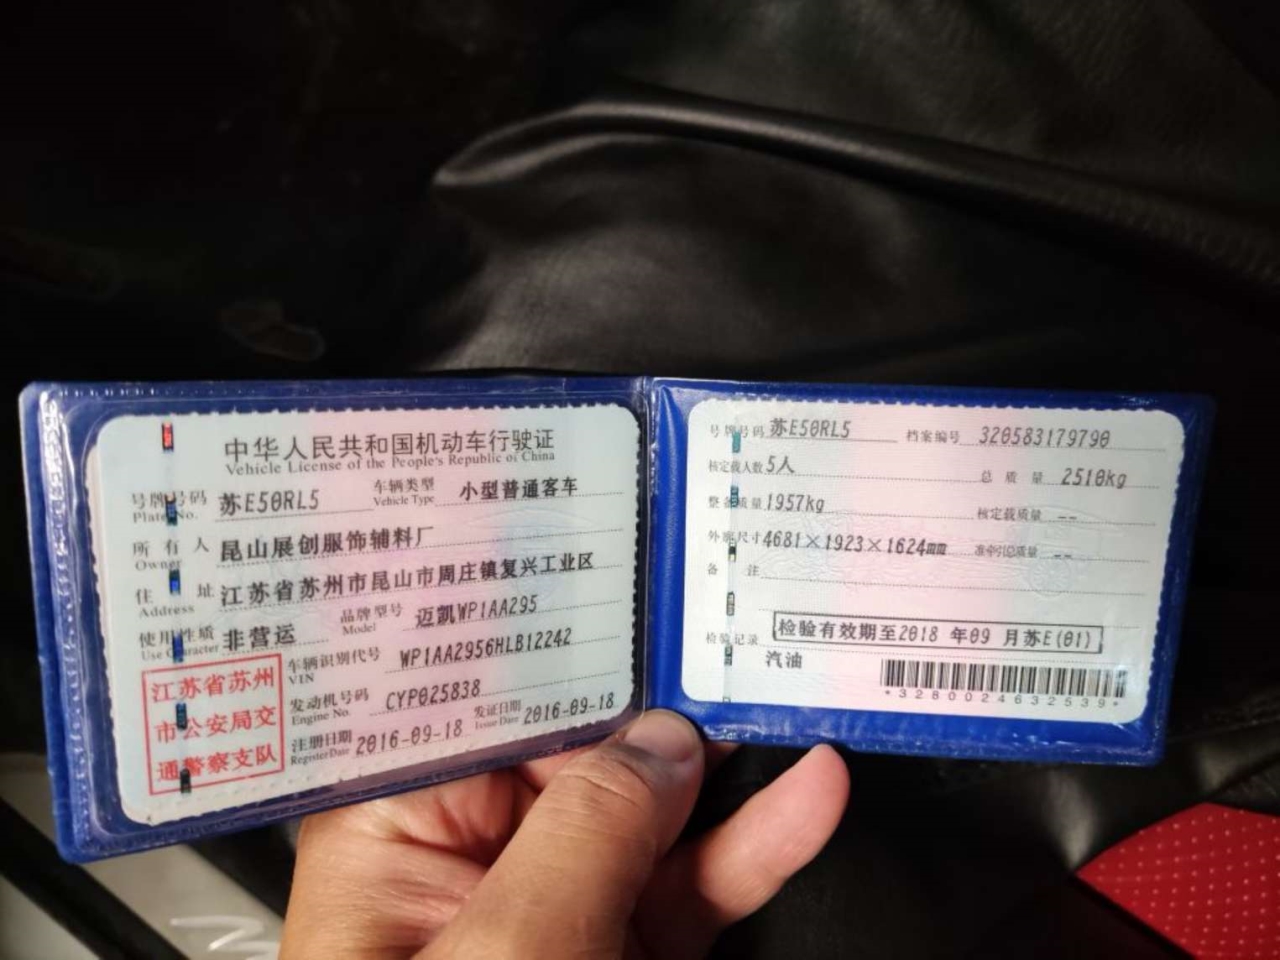 中华人民共和国机动车行驶证
Vehicle License of the People's Republic of China
号牌号码 苏E50RL5 车辆类型 小型普通客车
Plate No. Vehicle Type
所有人 昆山展创服饰辅料厂
Owner
住址 江苏省苏州市昆山市周庄镇复兴工业区
Address
使用性质 非营运 品牌型号 迈凯WP1AA295
Use Character Model
车辆识别代号 WP1AA2956HLB12242
VIN
发动机号码 CYP025838
Engine No.
注册日期 2016-09-18 发证日期 2016-09-18
Register Date Issue Date
江苏省苏州
市公安局交
通警察支队
号牌号码 苏E50RL5 档案编号 320583179790
核定载人数 5人 总质量 2510kg
整备质量 1957kg 核定载质量 --
外廓尺寸 4681×1923×1624mm 准牵引总质量 --
备注
检验记录 检验有效期至2018 年09 月苏E(01)
汽油
*3280024632539*